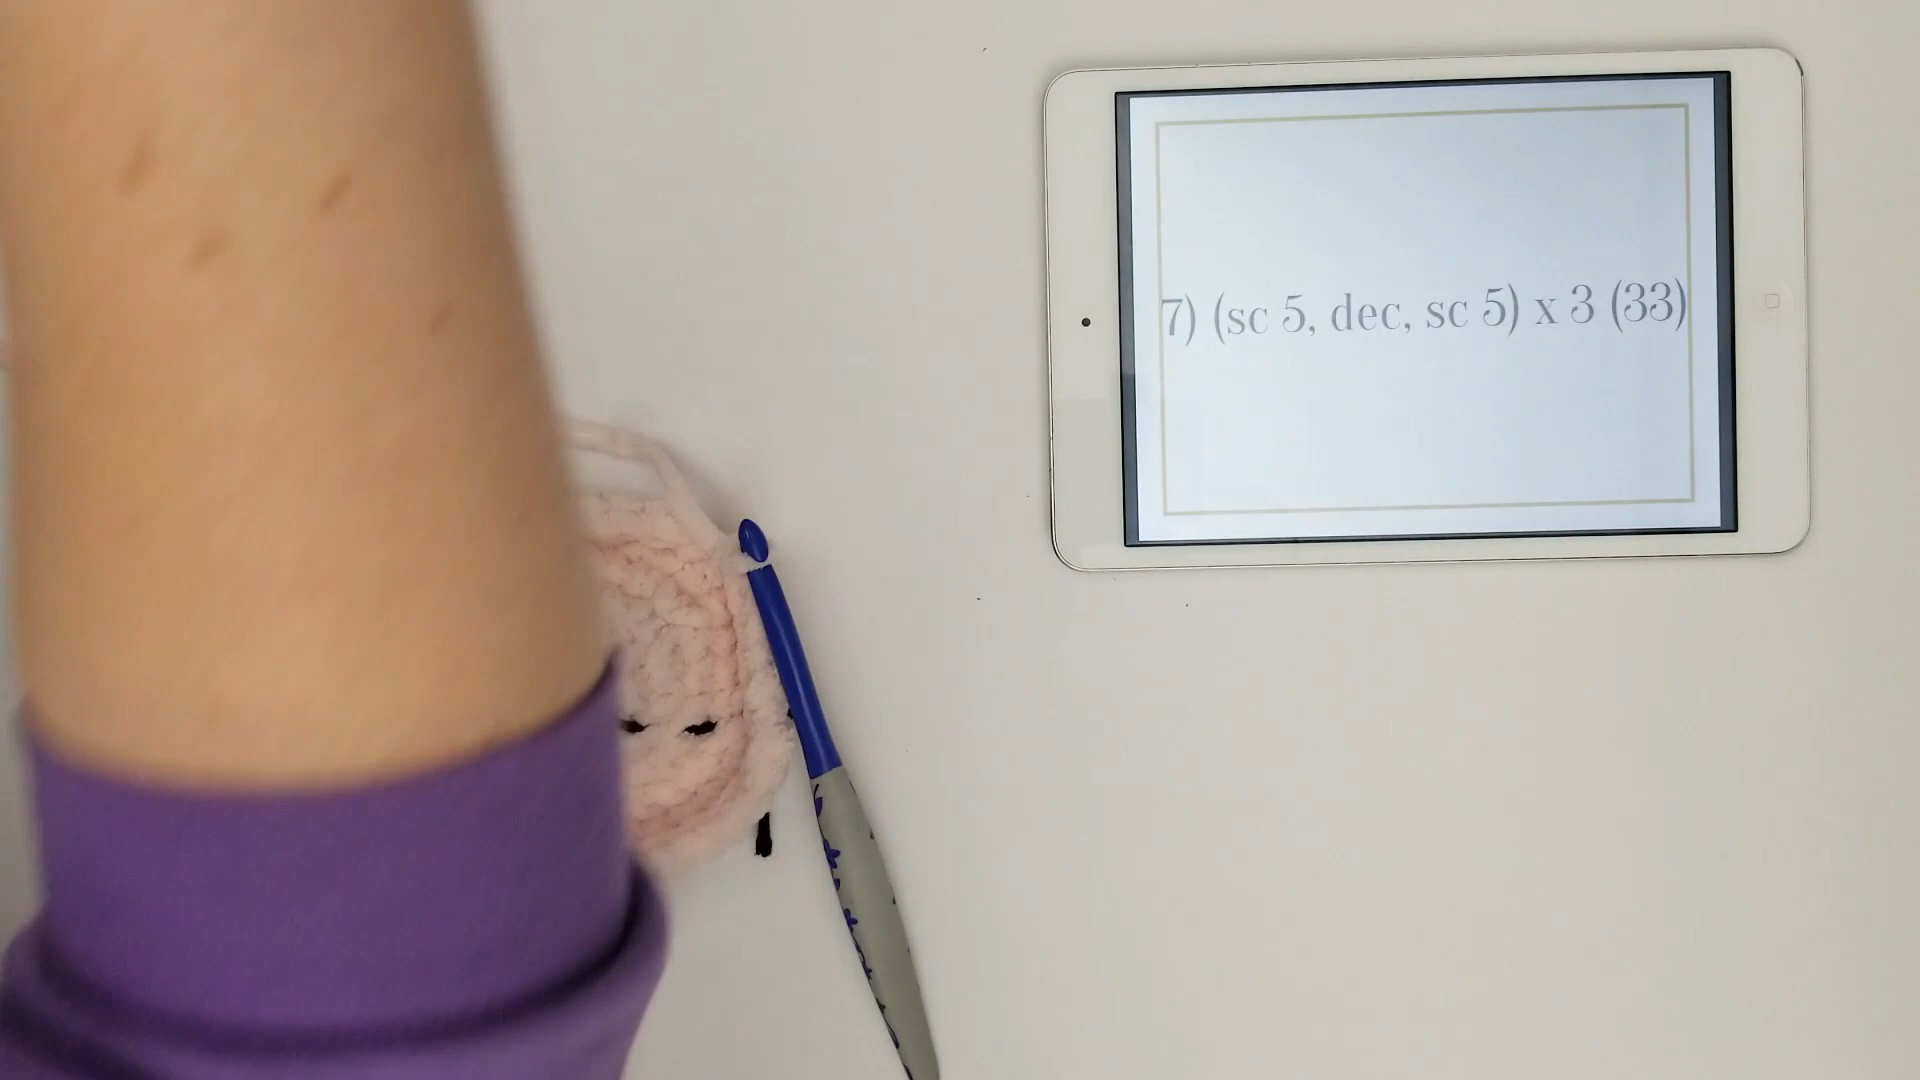 7) (sc 5, dec, sc 5) x 3 (33)